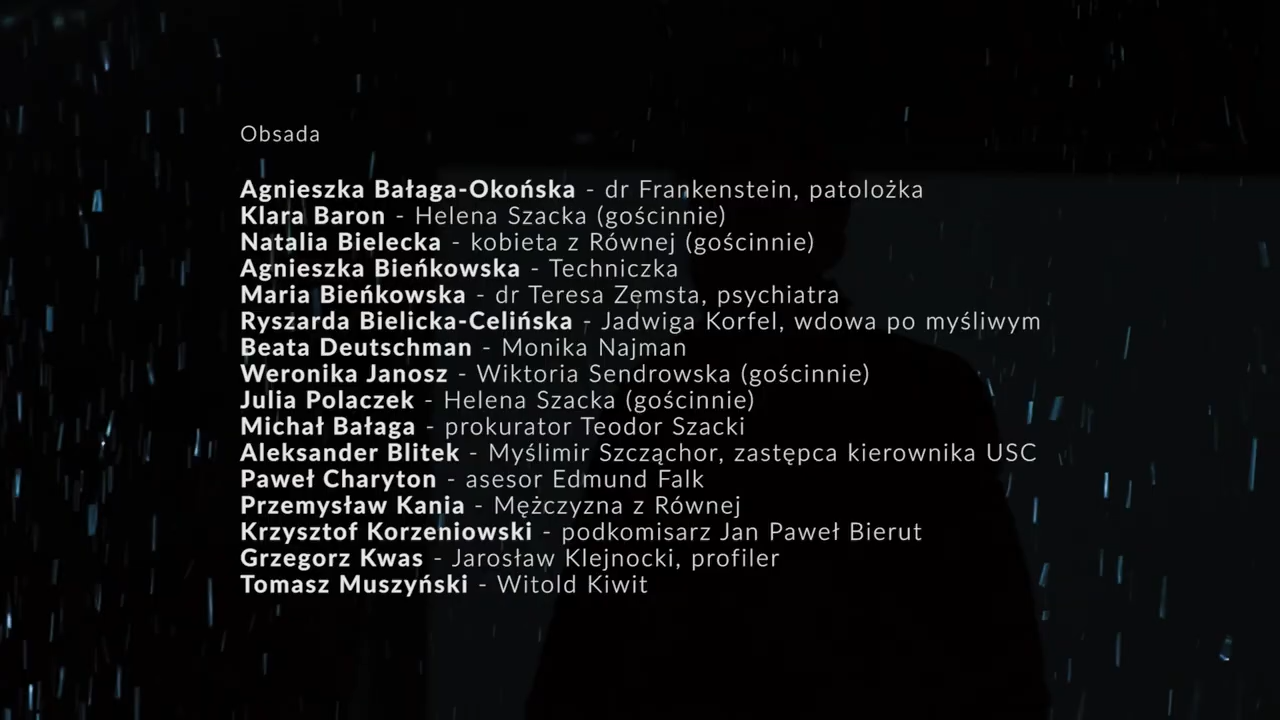 Obsada
Agnieszka Bałaga-Okońska - dr Frankenstein, patolożka
Klara Baron - Helena Szacka (gościnnie)
Natalia Bielecka - kobieta z Równej (gościnnie)
Agnieszka Bieńkowska - Techniczka
Maria Bieńkowska - dr Teresa Zemsta, psychiatra
Ryszarda Bielicka-Celińska - Jadwiga Korfel, wdowa po myśliwym
Beata Deutschman - Monika Najman
Weronika Janosz - Wiktoria Sendrowska (gościnnie)
Julia Polaczek - Helena Szacka (gościnnie)
Michał Bałaga - prokurator Teodor Szacki
Aleksander Blitek - Myślimir Szcząchor, zastępca kierownika USC
Paweł Charyton - asesor Edmund Falk
Przemysław Kania - Mężczyzna z Równej
Krzysztof Korzeniowski - podkomisarz Jan Paweł Bierut
Grzegorz Kwas - Jarosław Klejnocki, profiler
Tomasz Muszyński - Witold Kiwit